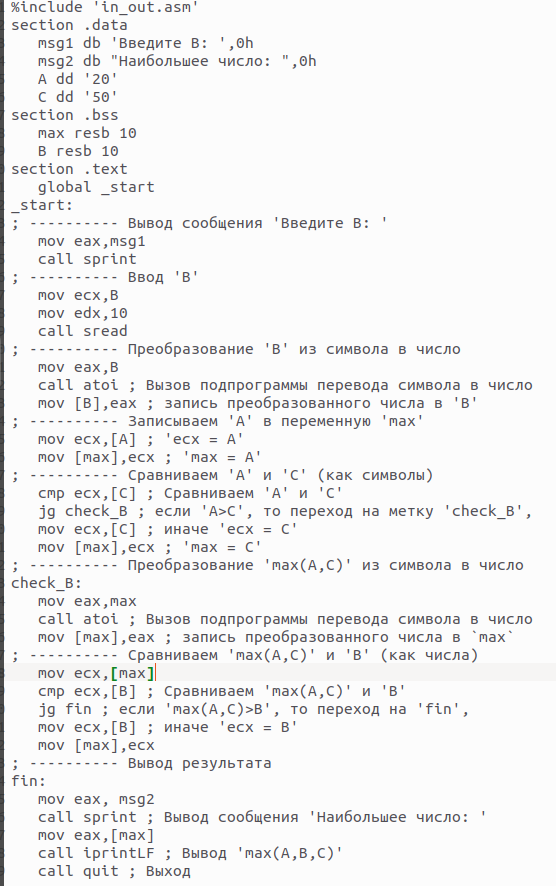 %include 'in_out.asm'
section .data
   msg1 db 'Введите B: ',0h
   msg2 db "Наибольшее число: ",0h
   A dd '20'
   C dd '50'
section .bss
   max resb 10
   B resb 10
section .text
   global _start
_start:
; ---------- Вывод сообщения 'Введите B: '
   mov eax,msg1
   call sprint
; ---------- Ввод 'B'
   mov ecx,B
   mov edx,10
   call sread
; ---------- Преобразование 'B' из символа в число
   mov eax,B
   call atoi ; Вызов подпрограммы перевода символа в число
   mov [B],eax ; запись преобразованного числа в 'B'
; ---------- Записываем 'A' в переменную 'max'
   mov ecx,[A] ; 'ecx = A'
   mov [max],ecx ; 'max = A'
; ---------- Сравниваем 'A' и 'С' (как символы)
   cmp ecx,[C] ; Сравниваем 'A' и 'С'
   jg check_B ; если 'A>C', то переход на метку 'check_B',
   mov ecx,[C] ; иначе 'ecx = C'
   mov [max],ecx ; 'max = C'
; ---------- Преобразование 'max(A,C)' из символа в число
check_B:
   mov eax,max
   call atoi ; Вызов подпрограммы перевода символа в число
   mov [max],eax ; запись преобразованного числа в `max`
; ---------- Сравниваем 'max(A,C)' и 'B' (как числа)
   mov ecx,[max]
   cmp ecx,[B] ; Сравниваем 'max(A,C)' и 'B'
   jg fin ; если 'max(A,C)>B', то переход на 'fin',
   mov ecx,[B] ; иначе 'ecx = B'
   mov [max],ecx
; ---------- Вывод результата
fin:
   mov eax, msg2
   call sprint ; Вывод сообщения 'Наибольшее число: '
   mov eax,[max]
   call iprintLF ; Вывод 'max(A,B,C)'
   call quit ; Выход